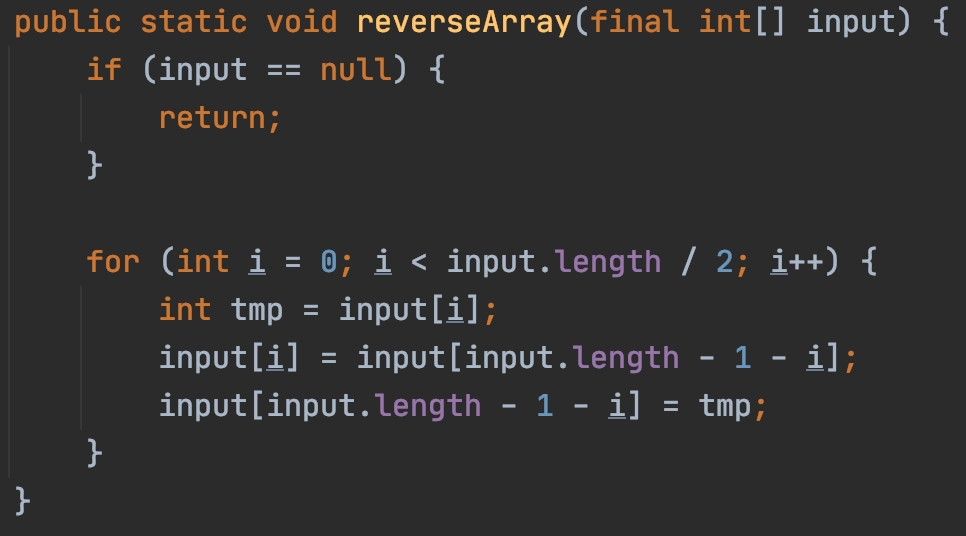 public static void reverseArray(final int[] input) {
    if (input == null) {
        return;
    }

    for (int i = 0; i < input.length / 2; i++) {
        int tmp = input[i];
        input[i] = input[input.length - 1 - i];
        input[input.length - 1 - i] = tmp;
    }
}